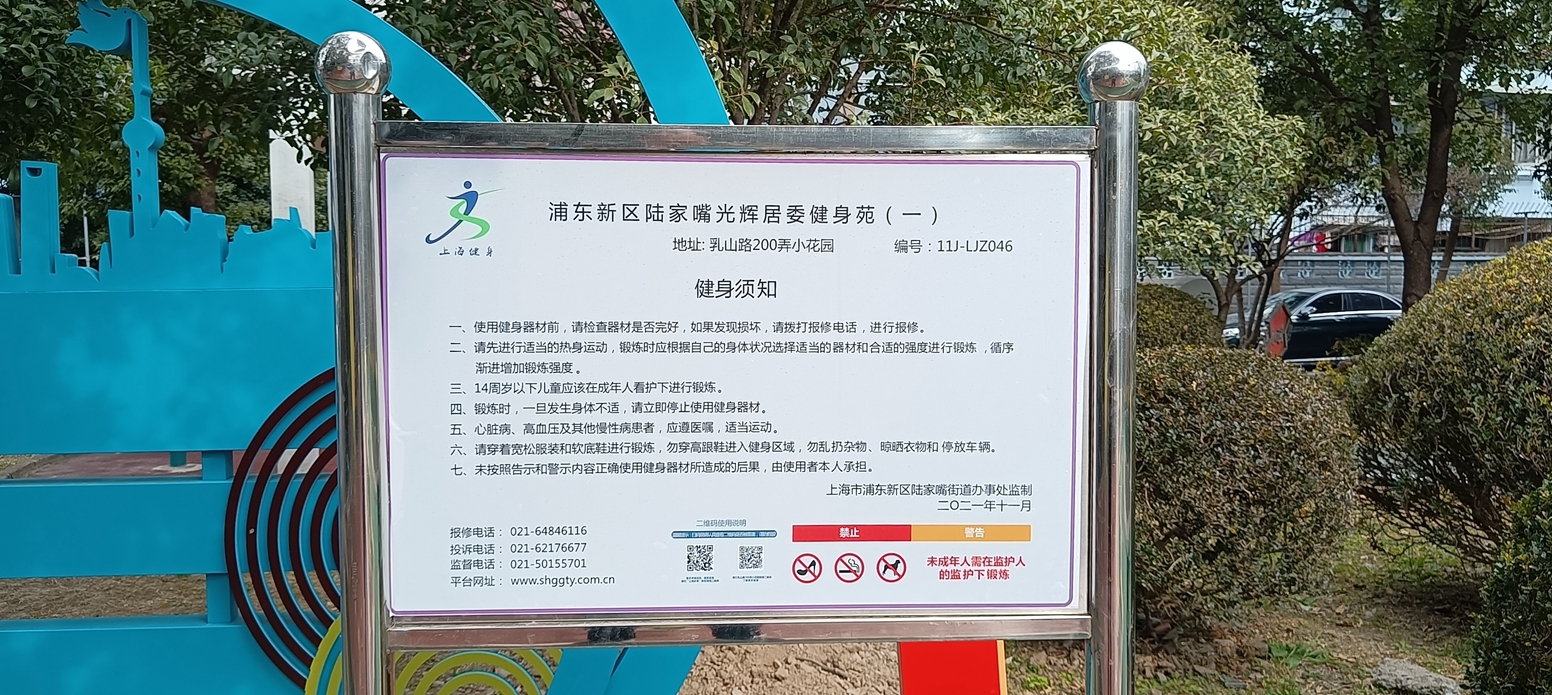 上海健身
浦东新区陆家嘴光辉居委健身苑（一）
地址: 乳山路200弄小花园 编号：11J-LJZ046
健身须知
一、使用健身器材前，请检查器材是否完好，如果发现损坏，请拨打报修电话，进行报修。
二、请先进行适当的热身运动，锻炼时应根据自己的身体状况选择适当的器材和合适的强度进行锻炼，循序
渐进增加锻炼强度。
三、14周岁以下儿童应该在成年人看护下进行锻炼。
四、锻炼时，一旦发生身体不适，请立即停止使用健身器材。
五、心脏病、高血压及其他慢性病患者，应遵医嘱，适当运动。
六、请穿着宽松服装和软底鞋进行锻炼，勿穿高跟鞋进入健身区域，勿乱扔杂物、晾晒衣物和 停放车辆。
七、未按照告示和警示内容正确使用健身器材所造成的后果，由使用者本人承担。
上海市浦东新区陆家嘴街道办事处监制
二〇二一年十一月
报修电话： 021-64846116
投诉电话： 021-62176677
监督电话： 021-50155701
平台网址： www.shggty.com.cn
二维码使用说明
禁止 警告
未成年人需在监护人
的监护下锻炼